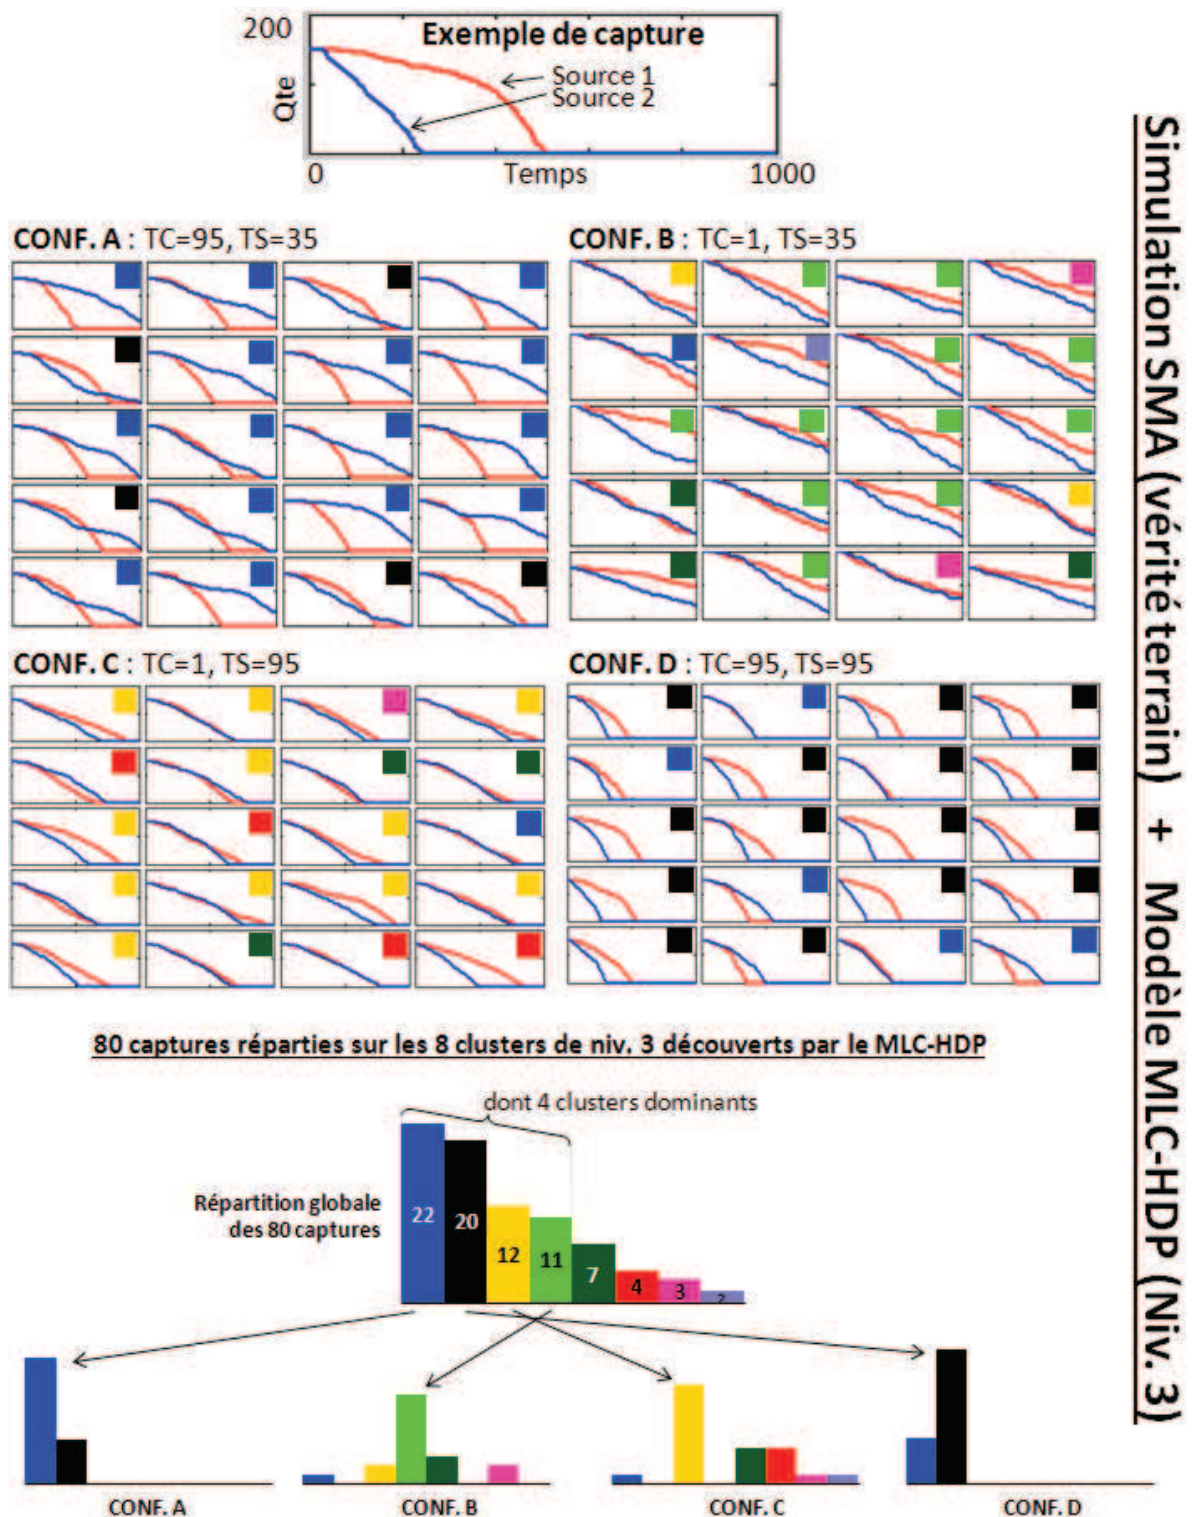 200
Exemple de capture
Source 1
Source 2
Qte
0
Temps
1000
CONF. A : TC=95, TS=35
CONF. B : TC=1, TS=35
CONF. C : TC=1, TS=95
CONF. D : TC=95, TS=95
Simulation SMA (vérité terrain) + Modèle MLC-HDP (Niv. 3)
80 captures réparties sur les 8 clusters de niv. 3 découverts par le MLC-HDP
dont 4 clusters dominants
Répartition globale
des 80 captures
22
20
12
11
7
4
3
2
CONF. A
CONF. B
CONF. C
CONF. D